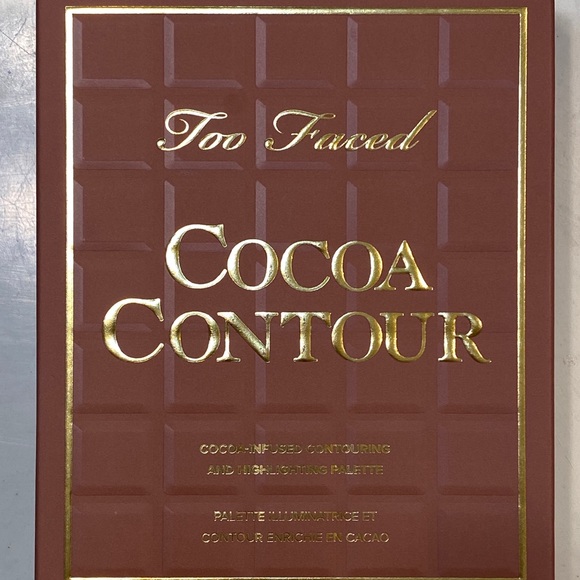 Too Faced
COCOA
CONTOUR
COCOA-INFUSED CONTOURING
AND HIGHLIGHTING PALETTE
PALETTE ILLUMINATRICE ET
CONTOUR ENRICHIE EN CACAO